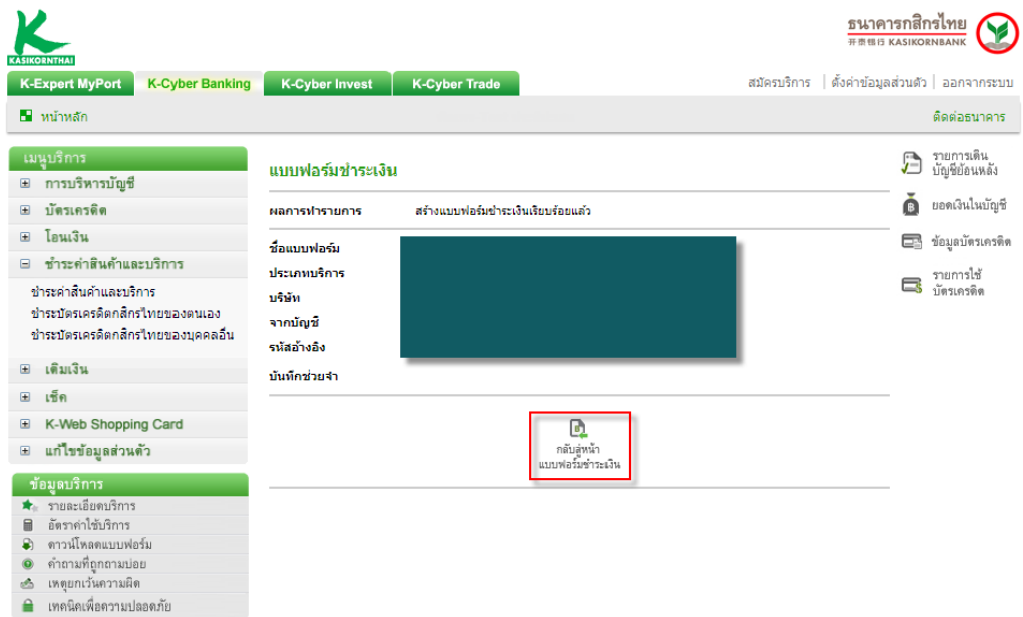 KASIKORNTHAI
ธนาคารกสิกรไทย
开泰银行 KASIKORNBANK
K-Expert MyPort
K-Cyber Banking
K-Cyber Invest
K-Cyber Trade
สมัครบริการ | ตั้งค่าข้อมูลส่วนตัว | ออกจากระบบ
หน้าหลัก
ติดต่อธนาคาร
เมนูบริการ
การบริหารบัญชี
บัตรเครดิต
โอนเงิน
ชำระค่าสินค้าและบริการ
ชำระค่าสินค้าและบริการ
ชำระบัตรเครดิตกสิกรไทยของตนเอง
ชำระบัตรเครดิตกสิกรไทยของบุคคลอื่น
เติมเงิน
เช็ค
K-Web Shopping Card
แก้ไขข้อมูลส่วนตัว
ข้อมูลบริการ
รายละเอียดบริการ
อัตราค่าใช้บริการ
ดาวน์โหลดแบบฟอร์ม
คำถามที่ถูกถามบ่อย
เหตุยกเว้นความผิด
เทคนิคเพื่อความปลอดภัย
แบบฟอร์มชำระเงิน
ผลการทำรายการ สร้างแบบฟอร์มชำระเงินเรียบร้อยแล้ว
ชื่อแบบฟอร์ม
ประเภทบริการ
บริษัท
จากบัญชี
รหัสอ้างอิง
บันทึกช่วยจำ
กลับสู่หน้า
แบบฟอร์มชำระเงิน
รายการเดิน
บัญชีย้อนหลัง
ยอดเงินในบัญชี
ข้อมูลบัตรเครดิต
รายการใช้
บัตรเครดิต